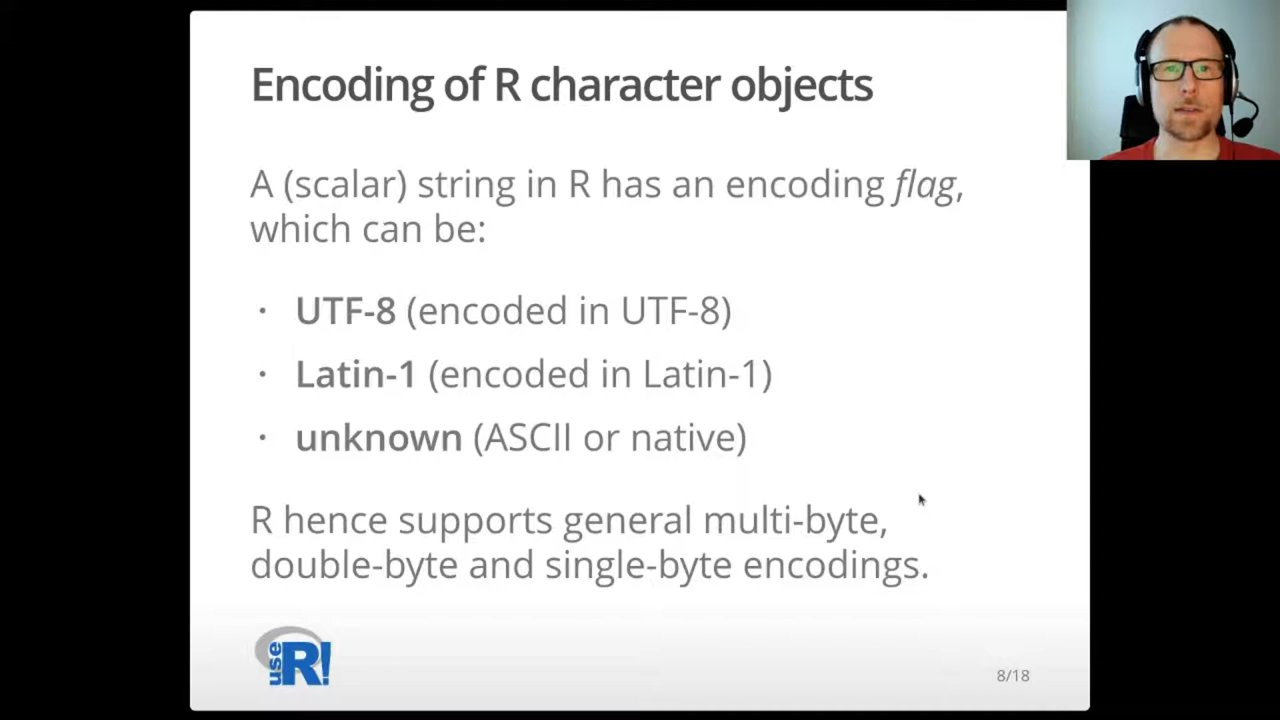 Encoding of R character objects
A (scalar) string in R has an encoding flag,
which can be:
· UTF-8 (encoded in UTF-8)
· Latin-1 (encoded in Latin-1)
· unknown (ASCII or native)
R hence supports general multi-byte,
double-byte and single-byte encodings.
use R!
8/18